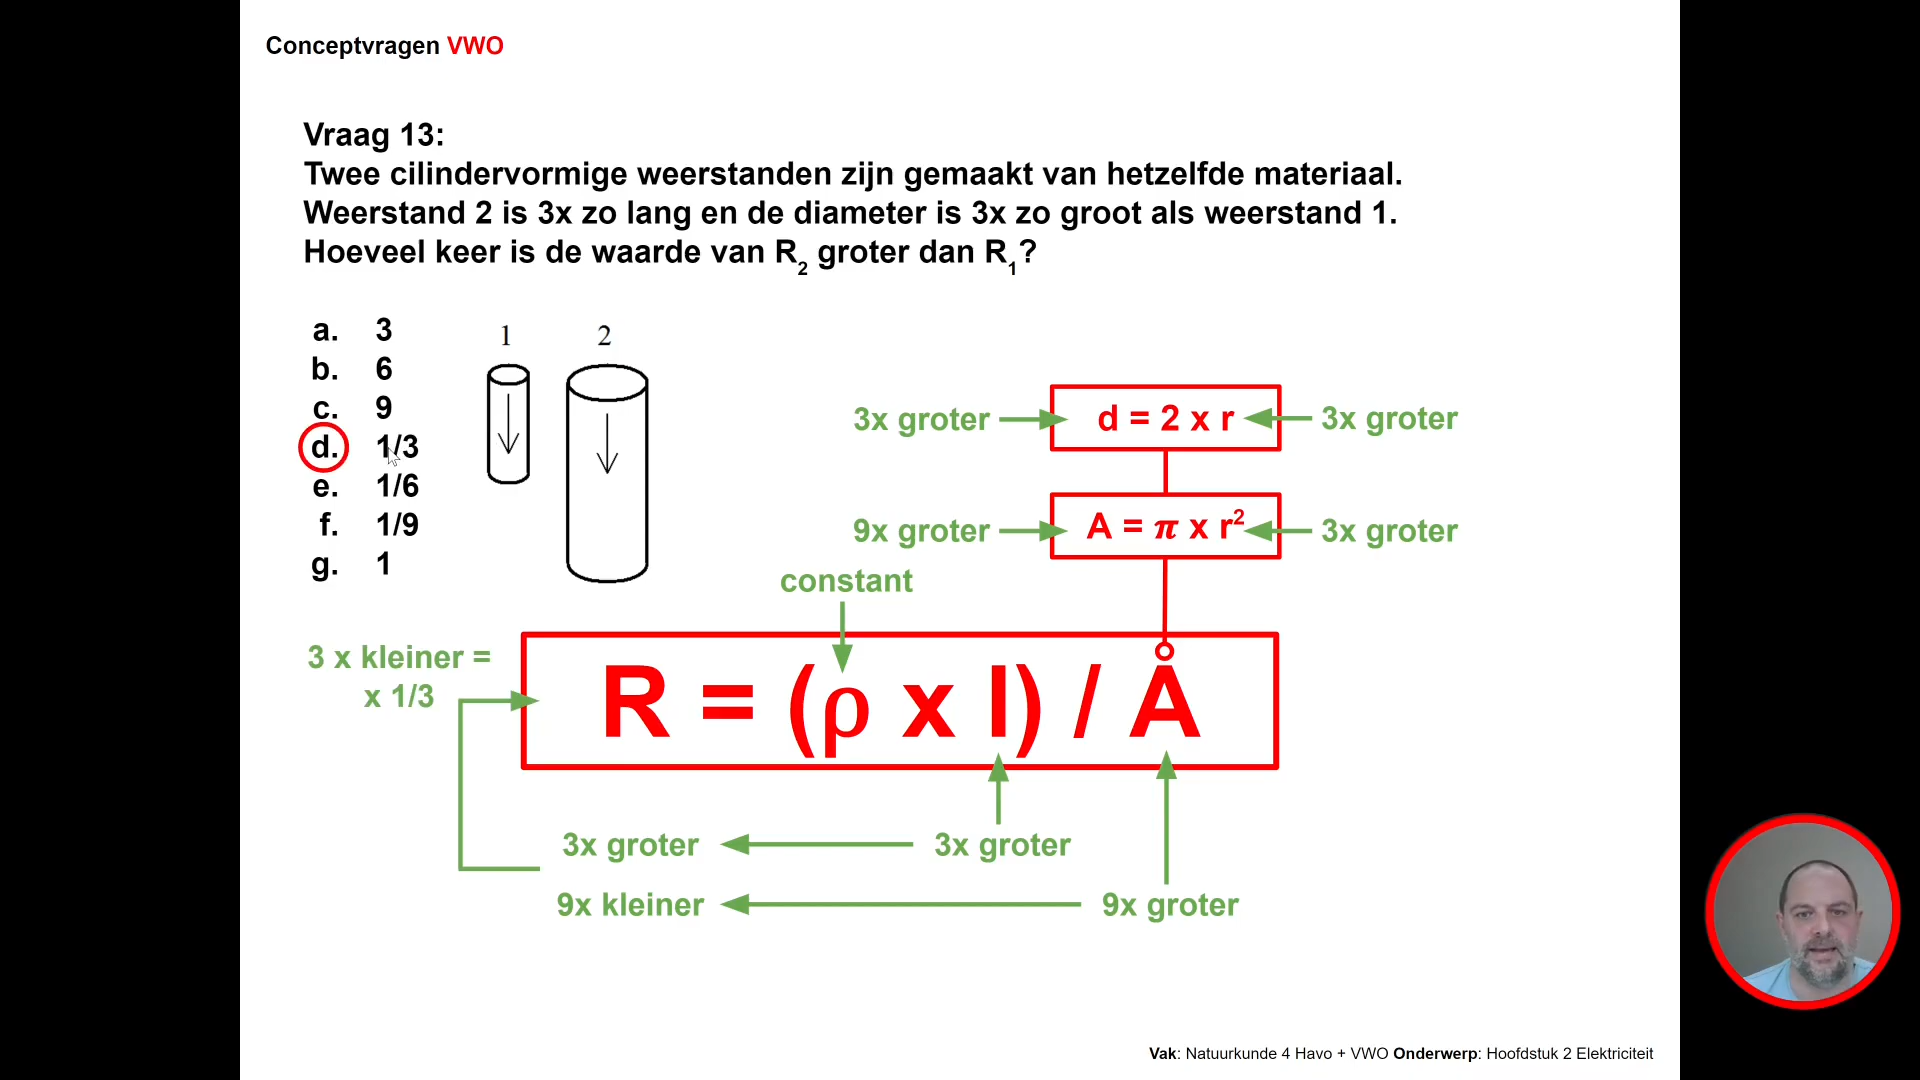 Conceptvragen VWO
Vraag 13:
Twee cilindervormige weerstanden zijn gemaakt van hetzelfde materiaal.
Weerstand 2 is 3x zo lang en de diameter is 3x zo groot als weerstand 1.
Hoeveel keer is de waarde van R₂ groter dan R₁?
a. 3
b. 6
c. 9
d. 1/3
e. 1/6
f. 1/9
g. 1
1
2
3x groter
d = 2 x r
3x groter
9x groter
A = π x r²
3x groter
constant
3 x kleiner =
x 1/3
R = (ρ x l) / A
3x groter
3x groter
9x kleiner
9x groter
Vak: Natuurkunde 4 Havo + VWO Onderwerp: Hoofdstuk 2 Elektriciteit